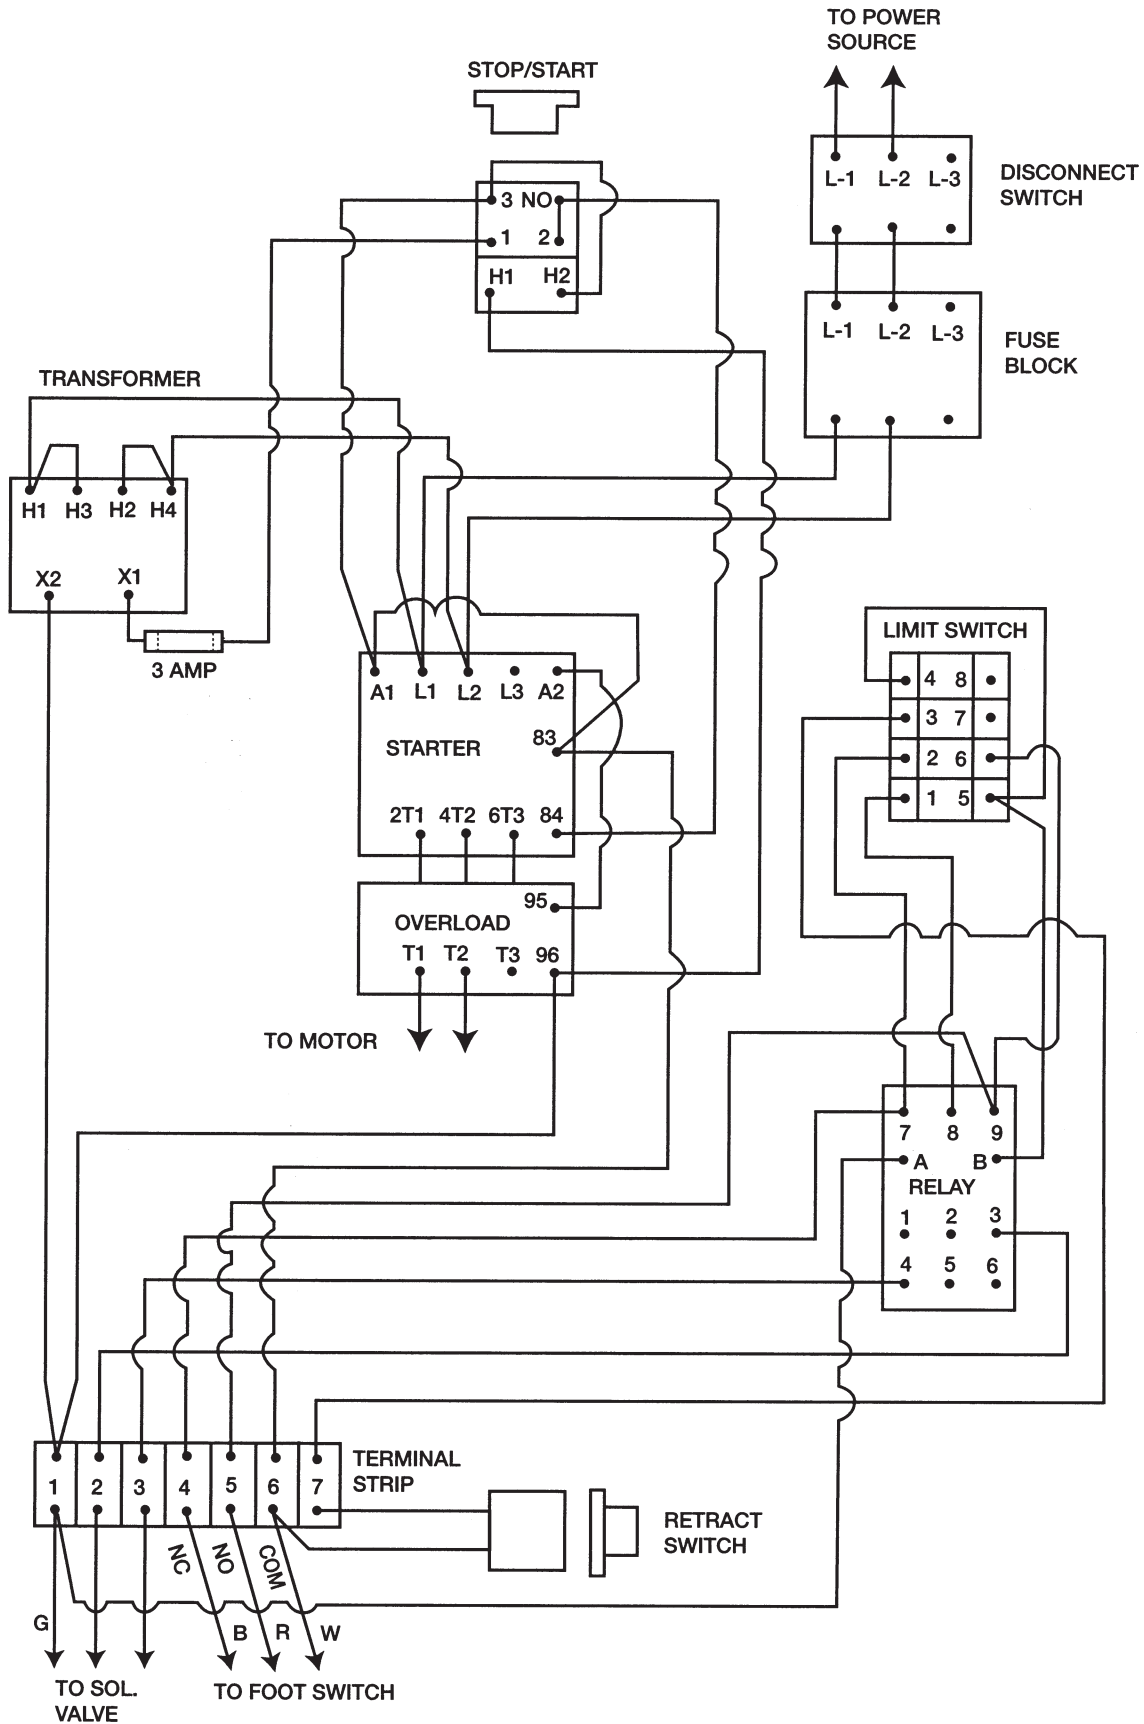 TO POWER
SOURCE
STOP/START
L-1 L-2 L-3
DISCONNECT
SWITCH
3 NO
1 2
H1 H2
L-1 L-2 L-3
FUSE
BLOCK
TRANSFORMER
H1 H3 H2 H4
X2 X1
3 AMP
LIMIT SWITCH
4 8
3 7
2 6
1 5
A1 L1 L2 L3 A2
83
STARTER
2T1 4T2 6T3 84
95
OVERLOAD
T1 T2 T3 96
TO MOTOR
7 8 9
A B
RELAY
1 2 3
4 5 6
TERMINAL
STRIP
1 2 3 4 5 6 7
RETRACT
SWITCH
NC NO COM
G B R W
TO SOL.
VALVE
TO FOOT SWITCH